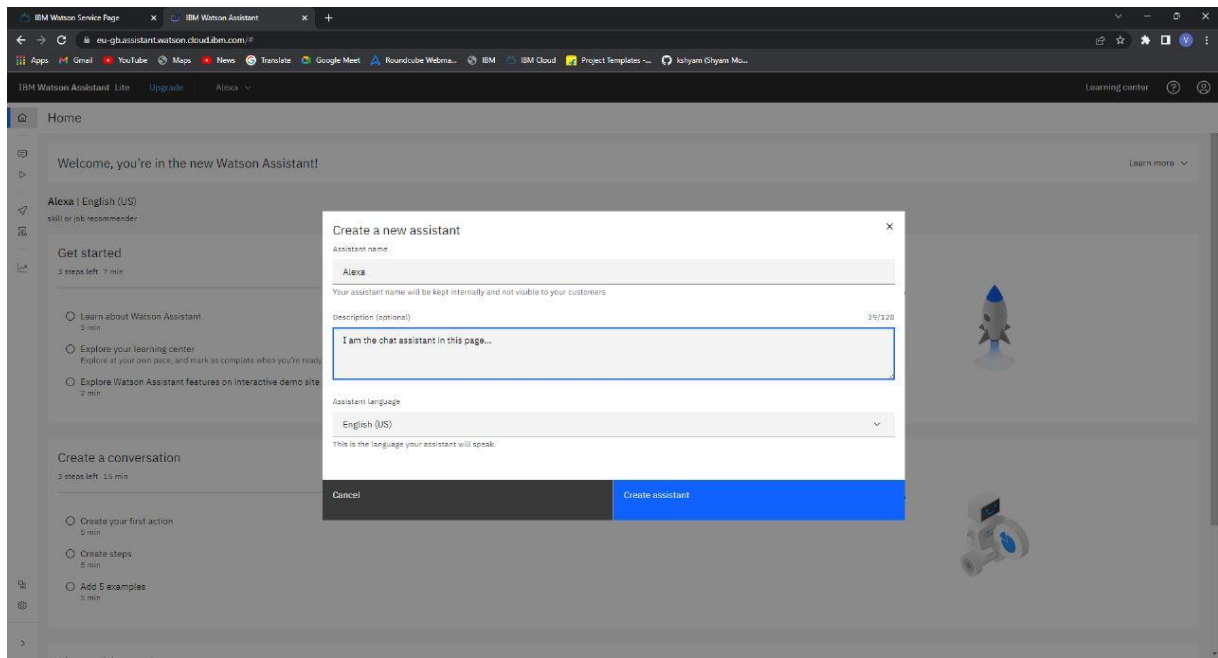 IBM Watson Service Page
IBM Watson Assistant
eu-gb.assistant.watson.cloud.ibm.com/#
Apps Gmail YouTube Maps News Translate Google Meet Roundcube Webma... IBM IBM Cloud Project Templates -... kshyam (Shyam Mo...
IBM Watson Assistant Lite Upgrade Alexa Learning center
Home
Welcome, you're in the new Watson Assistant! Learn more
Alexa | English (US)
skill or job recommender
Get started
3 steps left 7 min
Learn about Watson Assistant
5 min
Explore your learning center
Explore at your own pace, and mark as complete when you're ready
Explore Watson Assistant features on interactive demo site
2 min
Create a conversation
3 steps left 15 min
Create your first action
5 min
Create steps
5 min
Add 5 examples
5 min
Create a new assistant
Assistant name
Alexa
Your assistant name will be kept internally and not visible to your customers
Description (optional) 39/128
I am the chat assistant in this page...
Assistant language
English (US)
This is the language your assistant will speak.
Cancel Create assistant